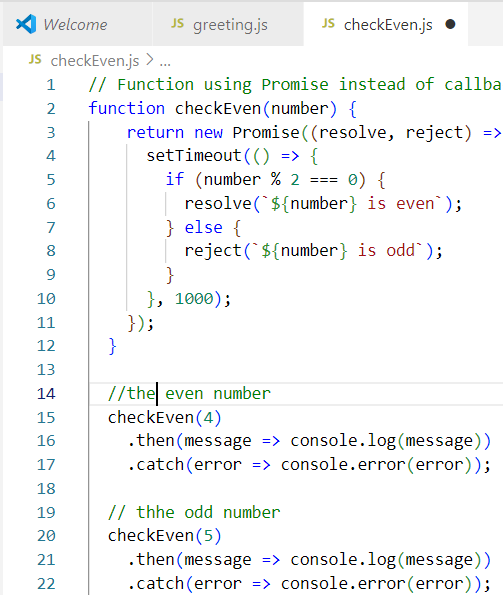 Welcome
JS greeting.js
JS checkEven.js
JS checkEven.js > ...
1 // Function using Promise instead of
2 function checkEven(number) {
3 return new Promise((resolve, reject) =>
4 setTimeout(() => {
5 if (number % 2 === 0) {
6 resolve(`${number} is even`);
7 } else {
8 reject(`${number} is odd`);
9 }
10 }, 1000);
11 });
12 }
13
14 //the even number
15 checkEven(4)
16 .then(message => console.log(message))
17 .catch(error => console.error(error));
18
19 // thhe odd number
20 checkEven(5)
21 .then(message => console.log(message))
22 .catch(error => console.error(error));